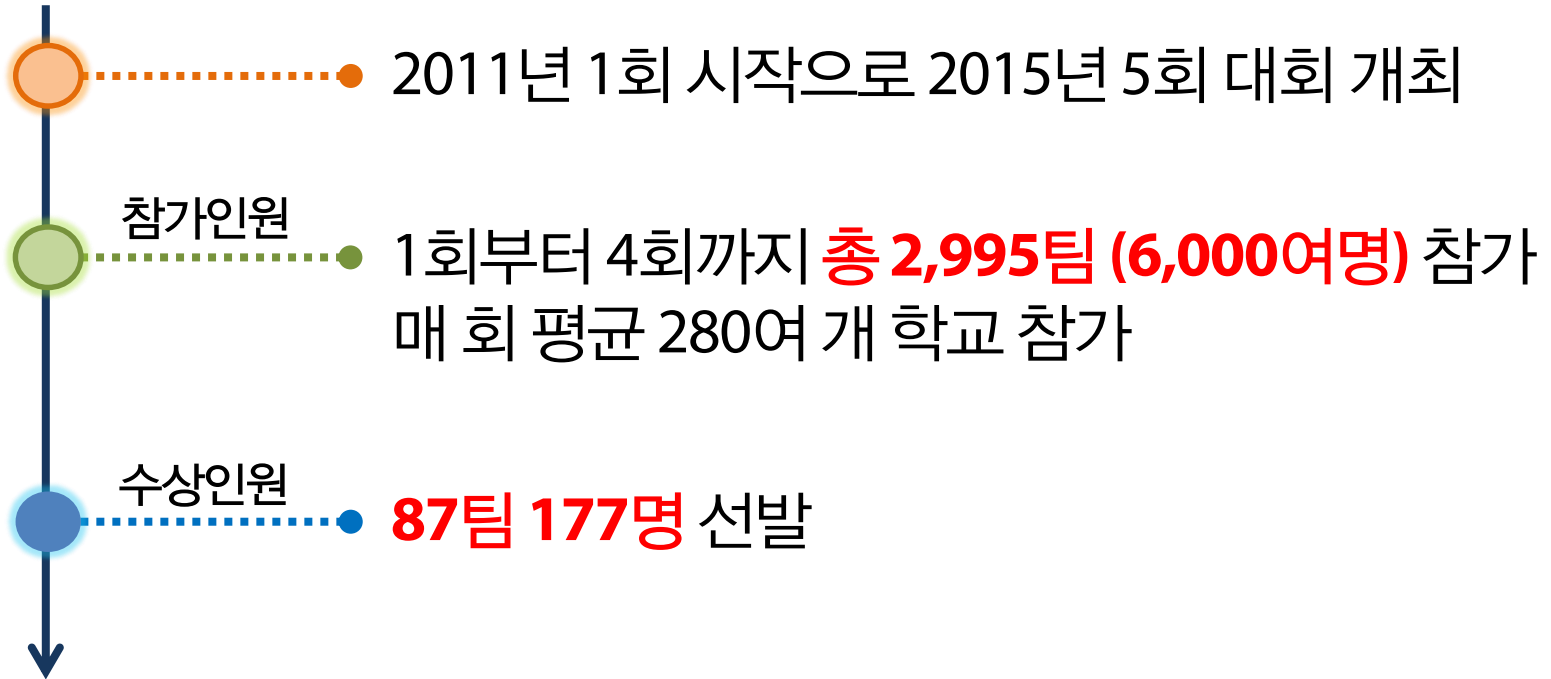 2011년 1회 시작으로 2015년 5회 대회 개최
참가인원
1회부터 4회까지 총 2,995팀 (6,000여명) 참가
매 회 평균 280여 개 학교 참가
수상인원
87팀 177명 선발